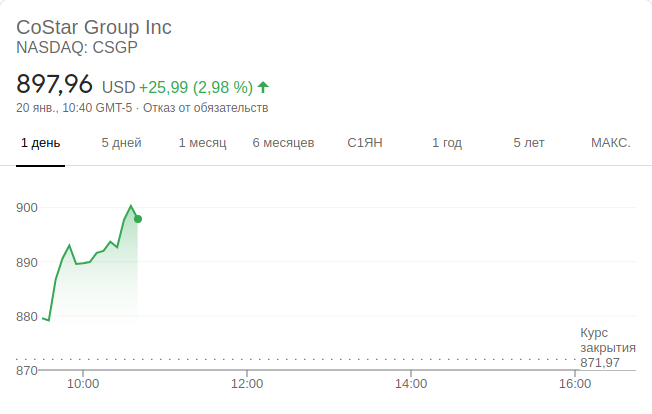 CoStar Group Inc
NASDAQ: CSGP
897,96 USD +25,99 (2,98 %)
20 янв., 10:40 GMT-5 · Отказ от обязательств
1 день 5 дней 1 месяц 6 месяцев С1ЯН 1 год 5 лет МАКС.
900
890
880
Курс
закрытия
871,97
870
10:00 12:00 14:00 16:00